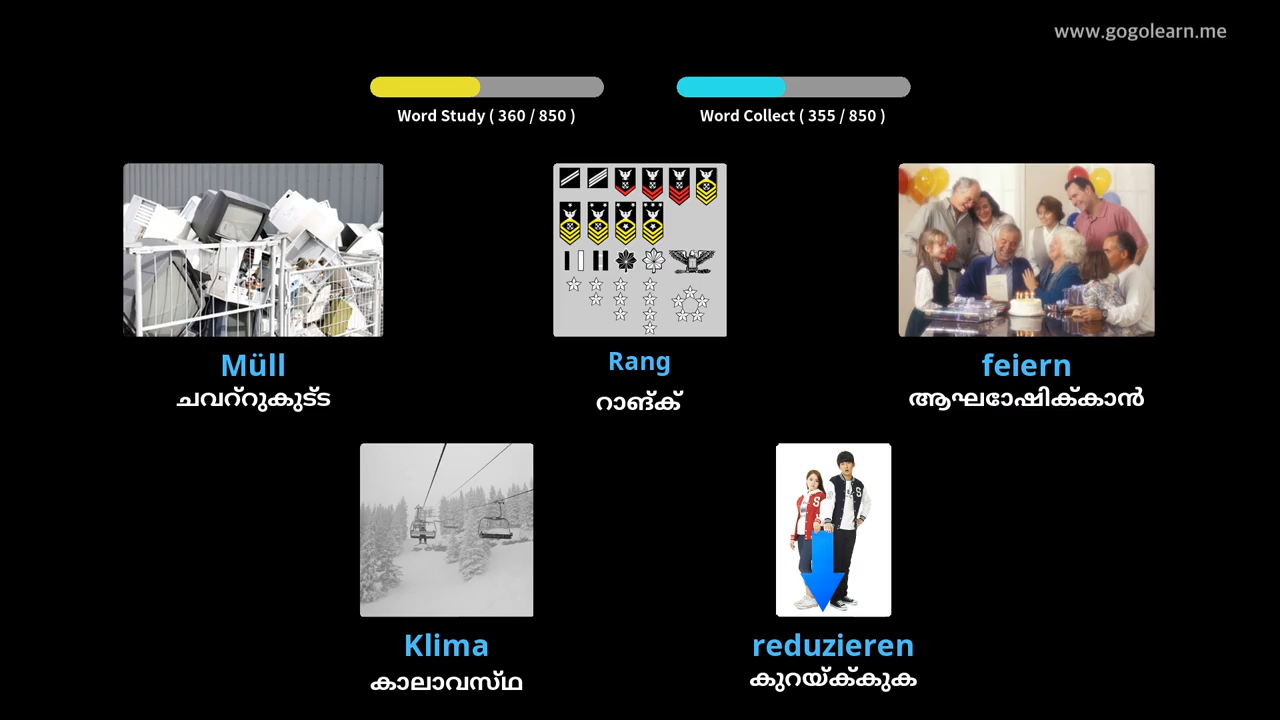 www.gogolearn.me
Word Study ( 360 / 850 )
Word Collect ( 355 / 850 )
Müll
ചവറ്റുകുട്ട
Rang
റാങ്ക്
feiern
ആഘോഷിക്കാൻ
Klima
കാലാവസ്ഥ
reduzieren
കുറയ്ക്കുക